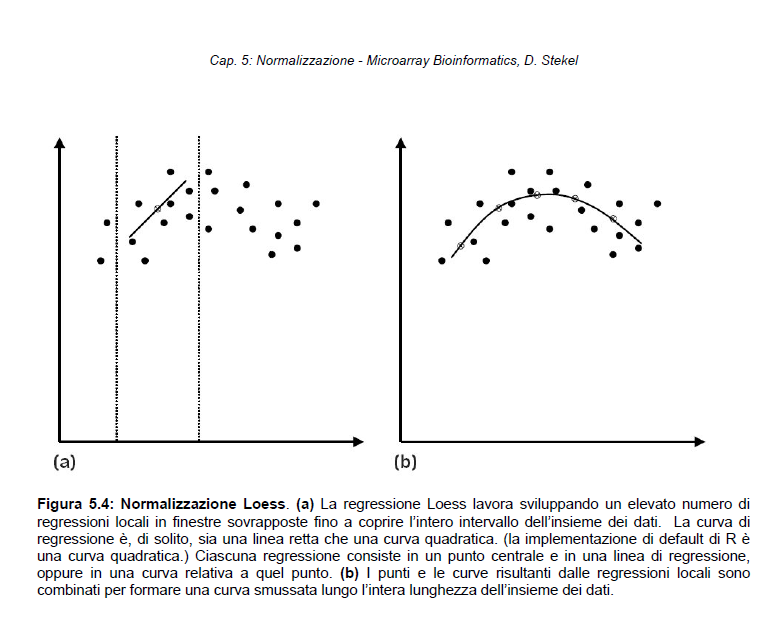 Cap. 5: Normalizzazione - Microarray Bioinformatics, D. Stekel
(a)
(b)
Figura 5.4: Normalizzazione Loess. (a) La regressione Loess lavora sviluppando un elevato numero di
regressioni locali in finestre sovrapposte fino a coprire l'intero intervallo dell'insieme dei dati. La curva di
regressione è, di solito, sia una linea retta che una curva quadratica. (la implementazione di default di R è
una curva quadratica.) Ciascuna regressione consiste in un punto centrale e in una linea di regressione,
oppure in una curva relativa a quel punto. (b) I punti e le curve risultanti dalle regressioni locali sono
combinati per formare una curva smussata lungo l'intera lunghezza dell'insieme dei dati.